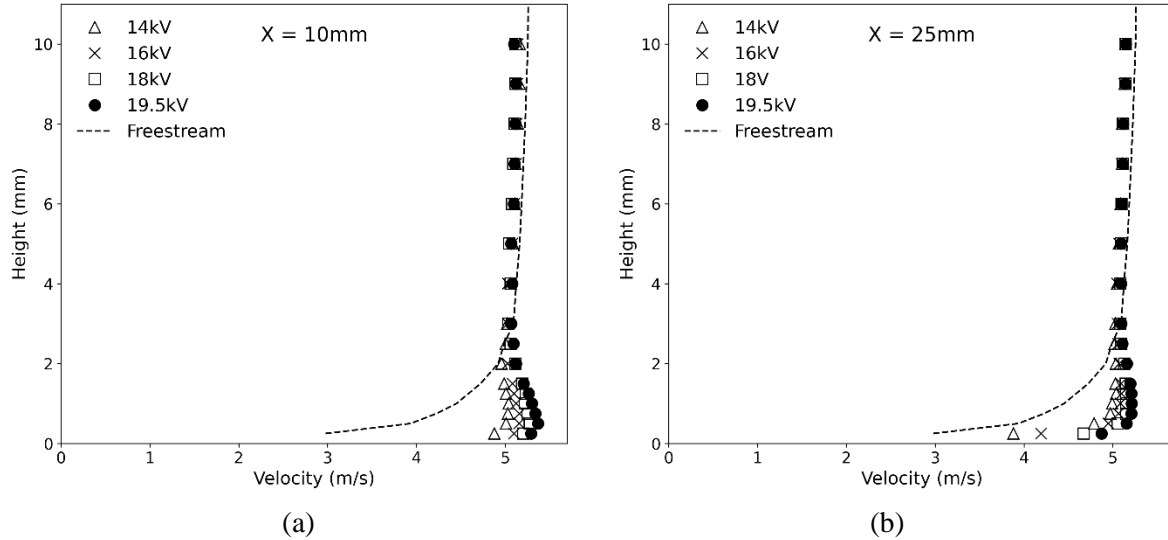 14kV
16kV
18kV
19.5kV
Freestream
X = 10mm
Height (mm)
10
8
6
4
2
0
0 1 2 3 4 5
Velocity (m/s)
(a)
14kV
16kV
18V
19.5kV
Freestream
X = 25mm
Height (mm)
10
8
6
4
2
0
0 1 2 3 4 5
Velocity (m/s)
(b)